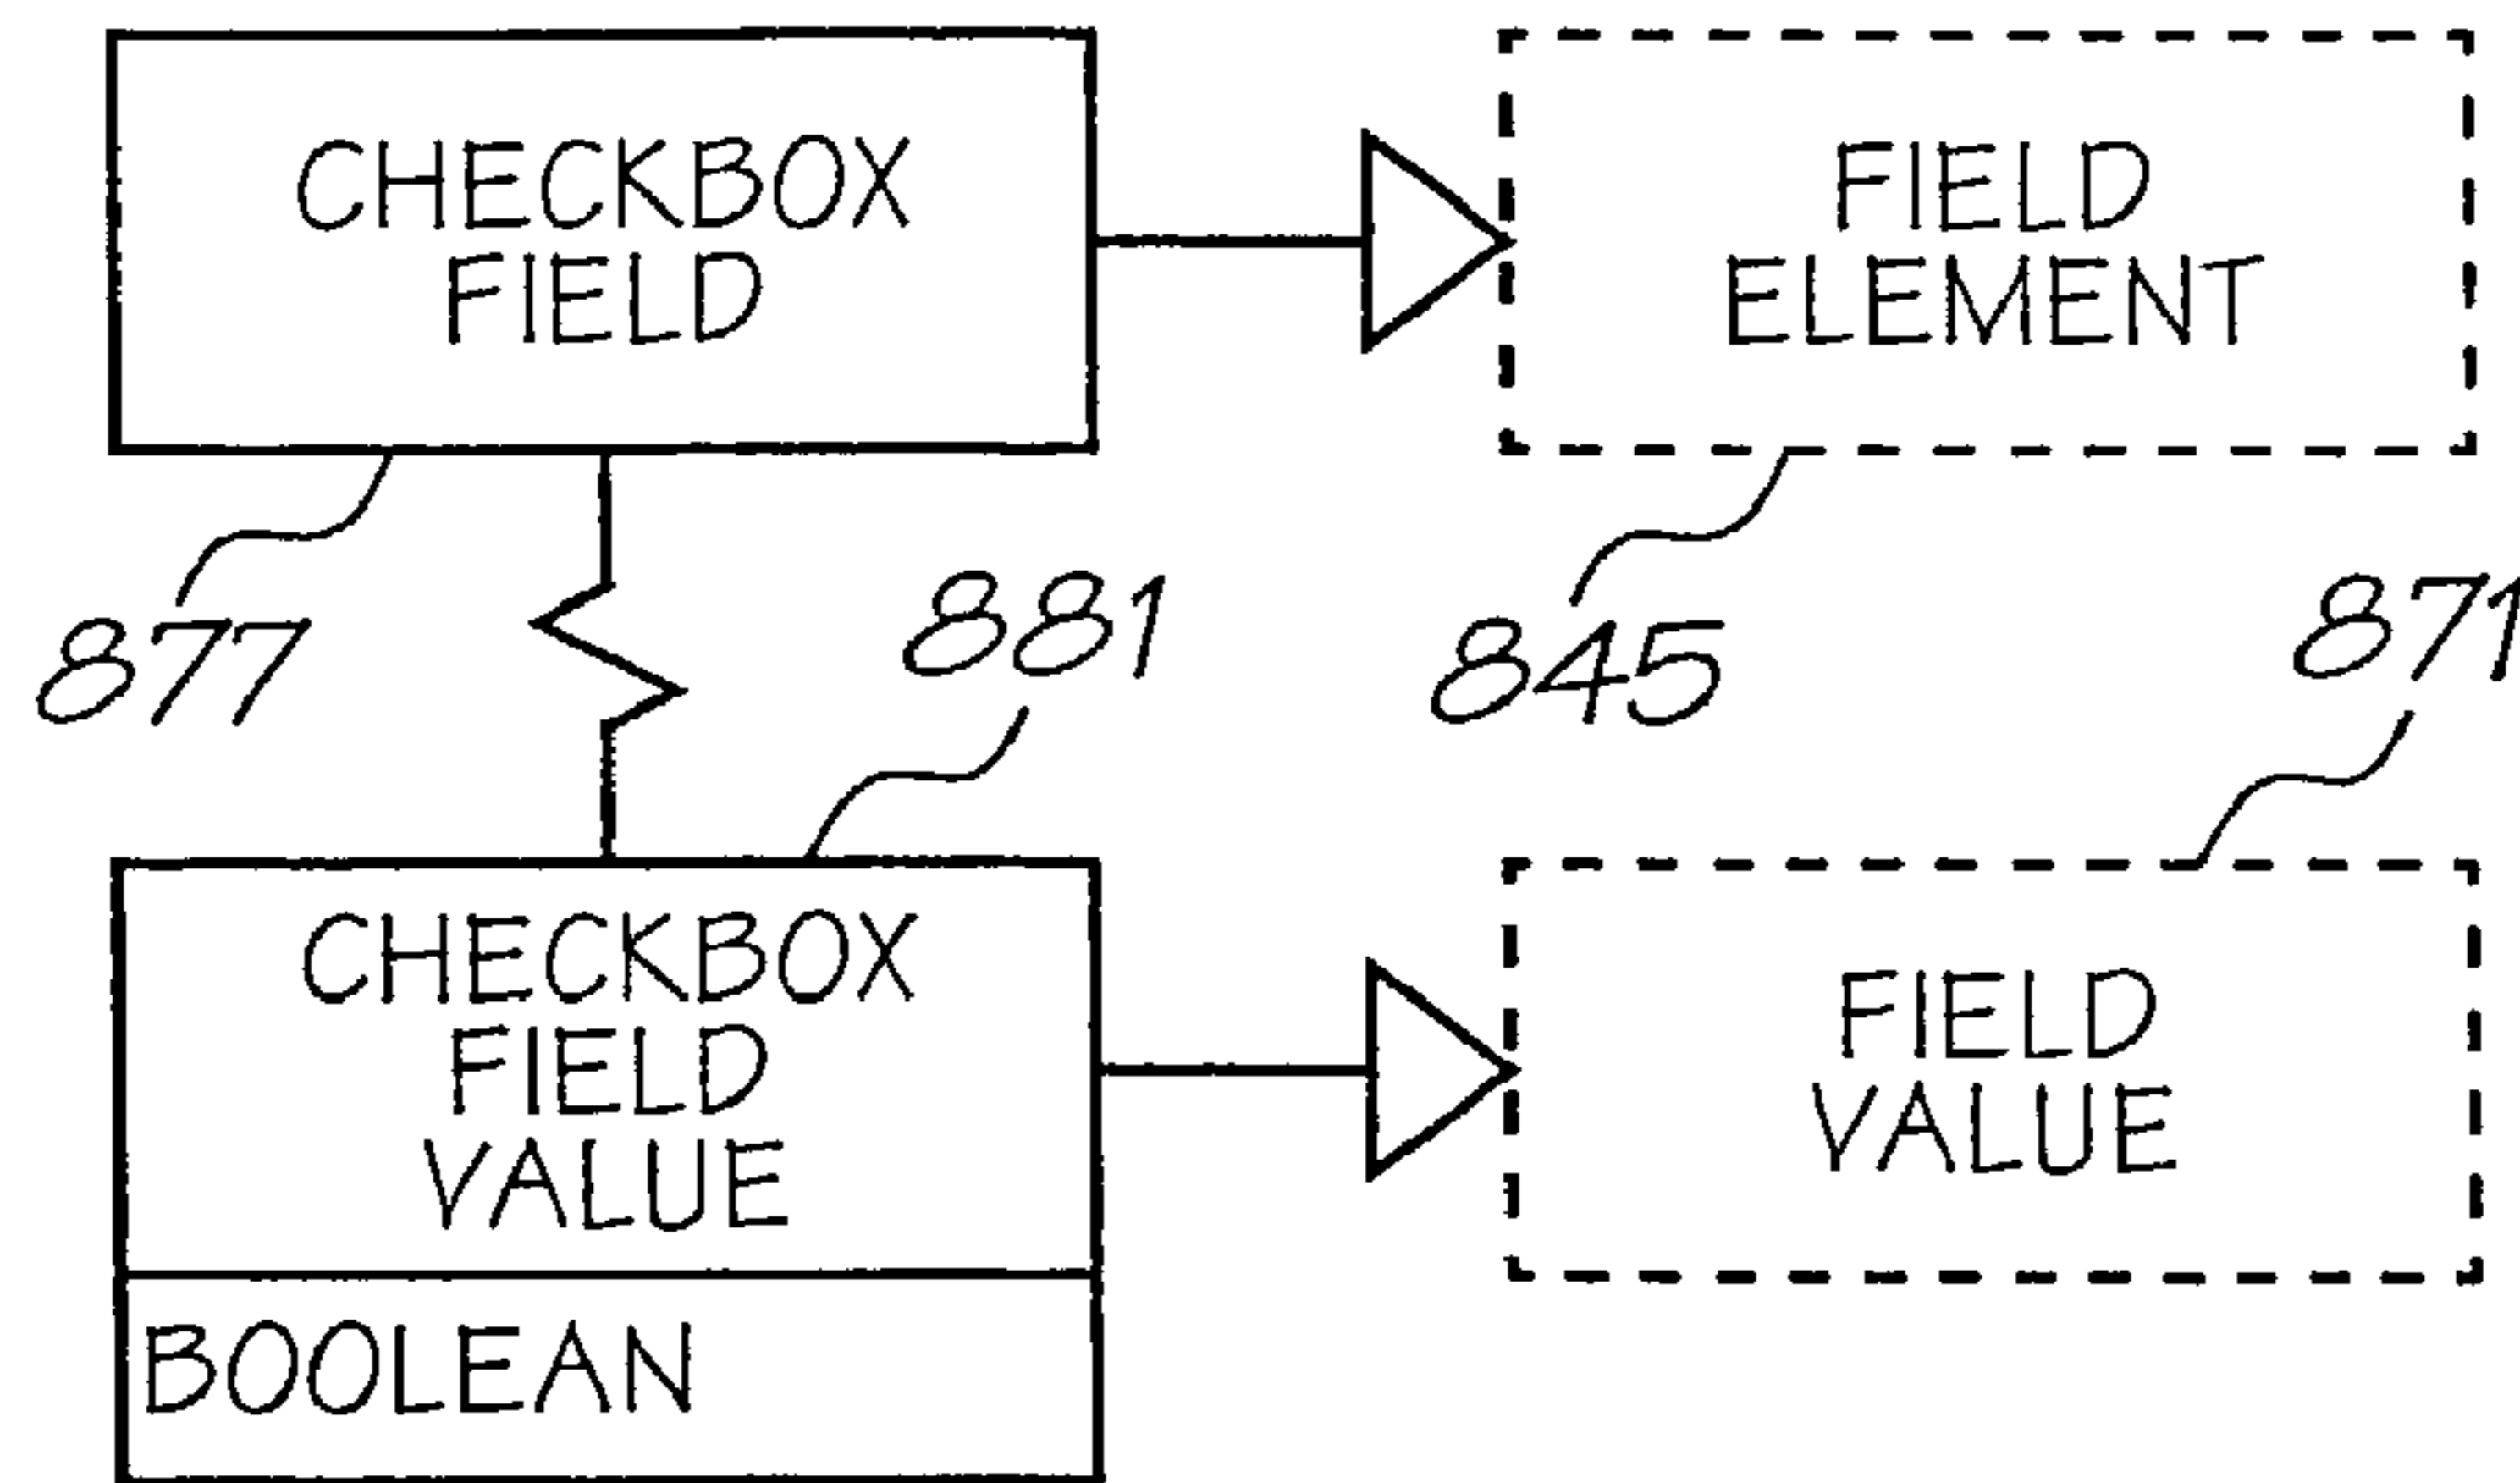 CHECKBOX
FIELD
FIELD
ELEMENT
877
881
845
871
CHECKBOX
FIELD
VALUE
BOOLEAN
FIELD
VALUE